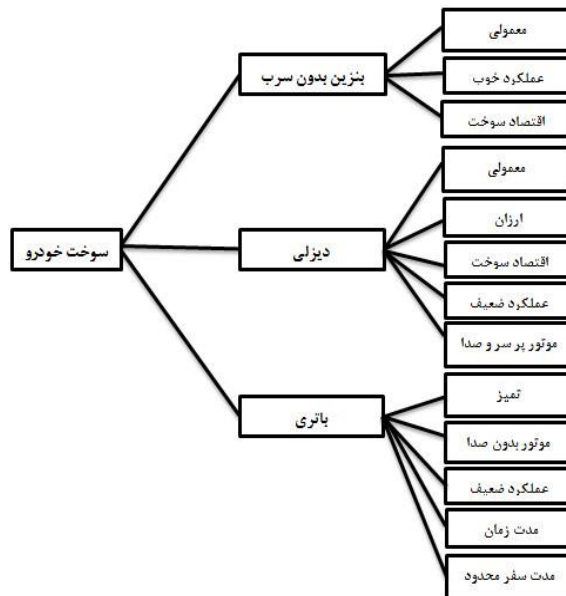 سوخت خودرو
بنزین بدون سرب
معمولی
عملکرد خوب
اقتصاد سوخت
دیزلی
معمولی
ارزان
اقتصاد سوخت
عملکرد ضعیف
موتور پر سر و صدا
باتری
تمیز
موتور بدون صدا
عملکرد ضعیف
مدت زمان
مدت سفر محدود